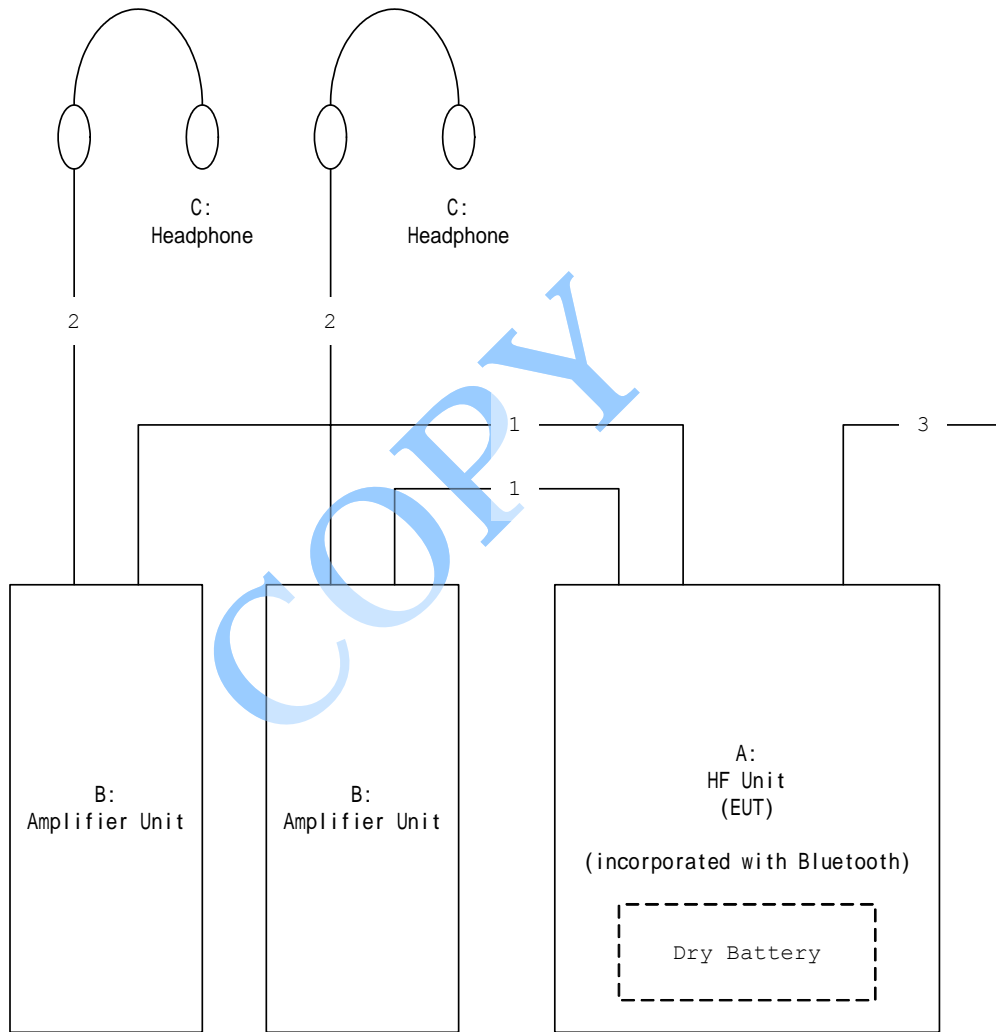 C:
Headphone
C:
Headphone
2
2
1
3
1
COPY
B:
Amplifier Unit
B:
Amplifier Unit
A:
HF Unit
(EUT)
(incorporated with Bluetooth)
Dry Battery